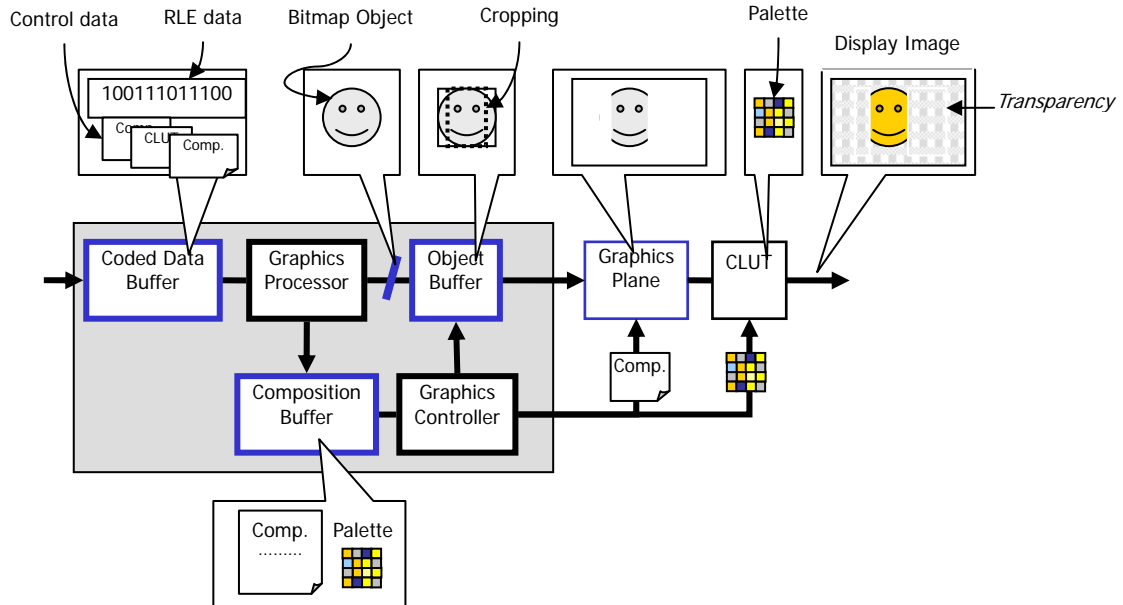 Control data
RLE data
Bitmap Object
Cropping
Palette
Display Image
Transparency
100111011100
Comp.
CLUT
Comp.
Coded Data
Buffer
Graphics
Processor
Object
Buffer
Graphics
Plane
CLUT
Comp.
Composition
Buffer
Graphics
Controller
Comp.
.........
Palette